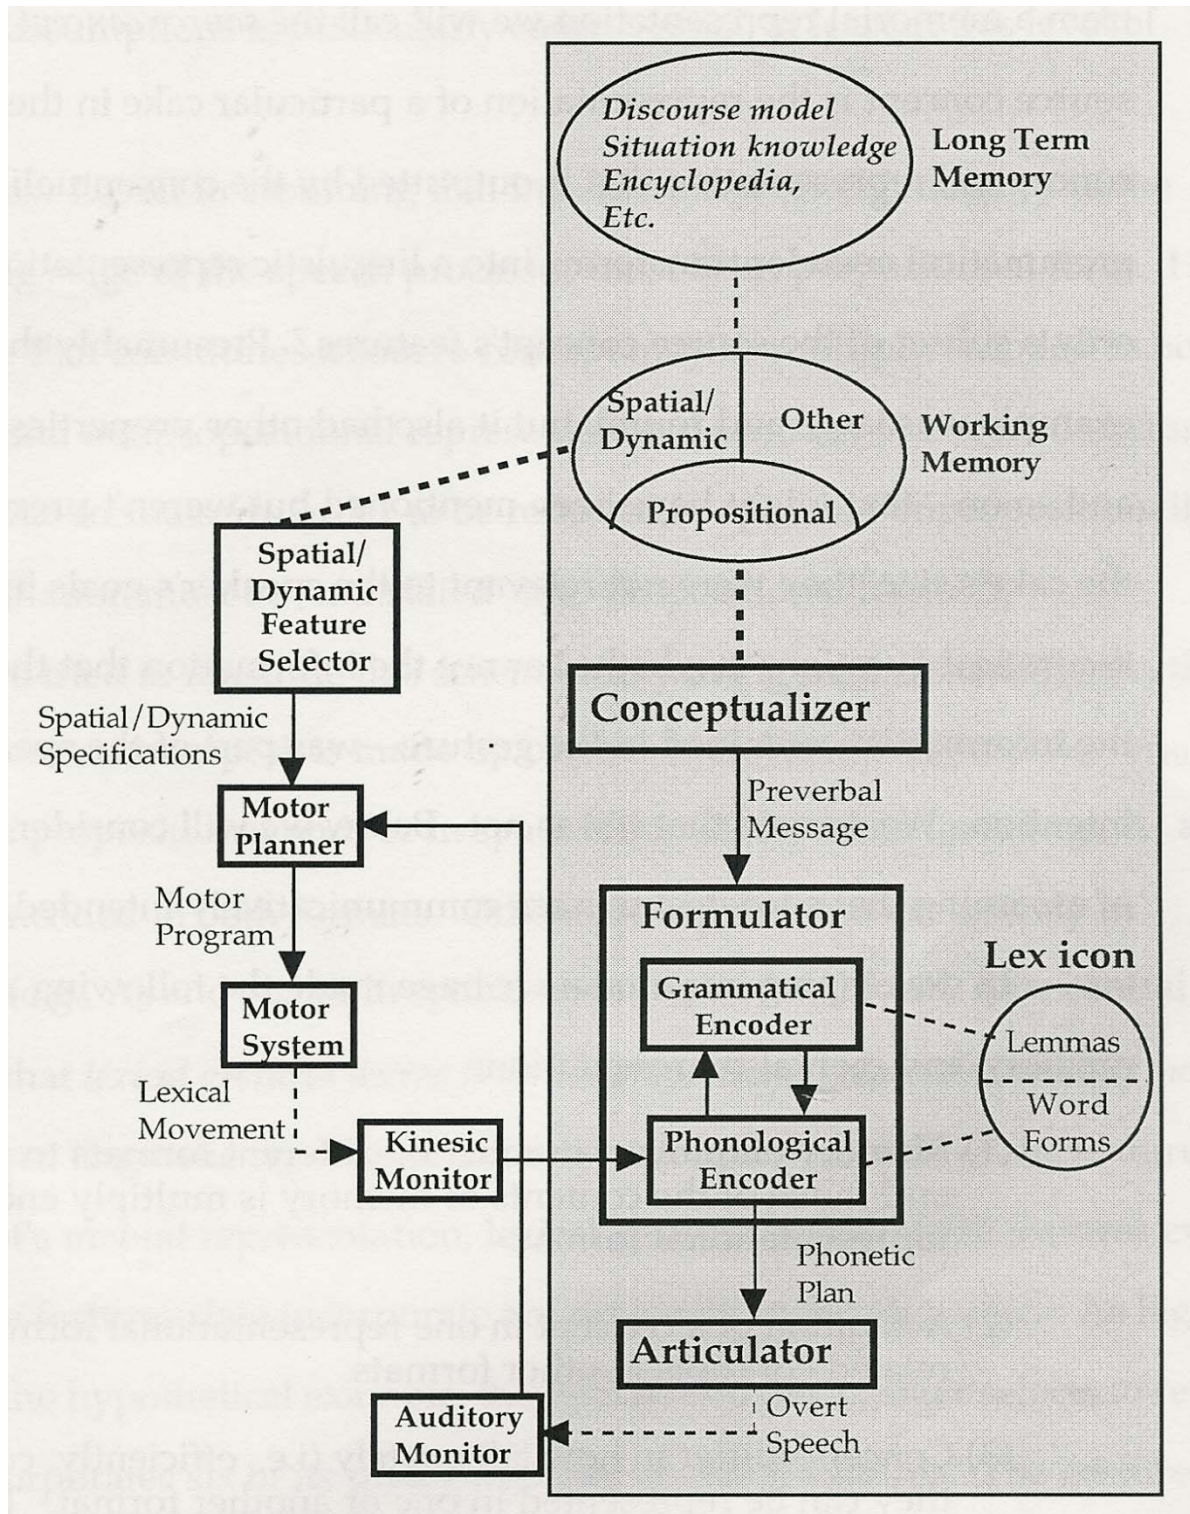 Discourse model
Situation knowledge
Encyclopedia,
Etc.
Long Term
Memory
Spatial/
Dynamic
Other
Propositional
Working
Memory
Spatial/
Dynamic
Feature
Selector
Spatial/Dynamic
Specifications
Conceptualizer
Preverbal
Message
Motor
Planner
Motor
Program
Motor
System
Lexical
Movement
Kinesic
Monitor
Formulator
Grammatical
Encoder
Phonological
Encoder
Lex icon
Lemmas
Word
Forms
Phonetic
Plan
Articulator
Overt
Speech
Auditory
Monitor